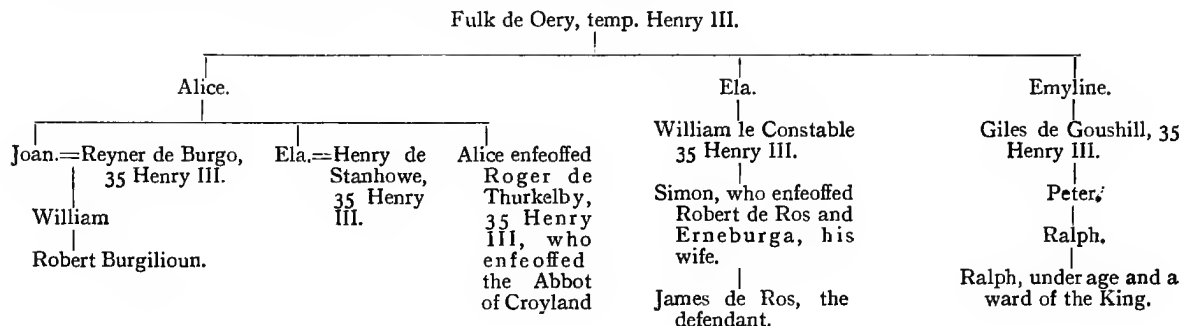 Fulk de Oery, temp. Henry III.
Alice.
Ela.
Emyline.
Joan.=Reyner de Burgo,
35 Henry III.
William
Robert Burgilioun.
Ela.=Henry de
Stanhowe,
35 Henry
III.
Alice enfeoffed
Roger de
Thurkelby,
35 Henry
III, who
enfeoffed
the Abbot
of Croyland
William le Constable
35 Henry III.
Simon, who enfeoffed
Robert de Ros and
Erneburga, his
wife.
James de Ros, the
defendant.
Giles de Goushill, 35
Henry III.
Peter.
Ralph.
Ralph, under age and a
ward of the King.